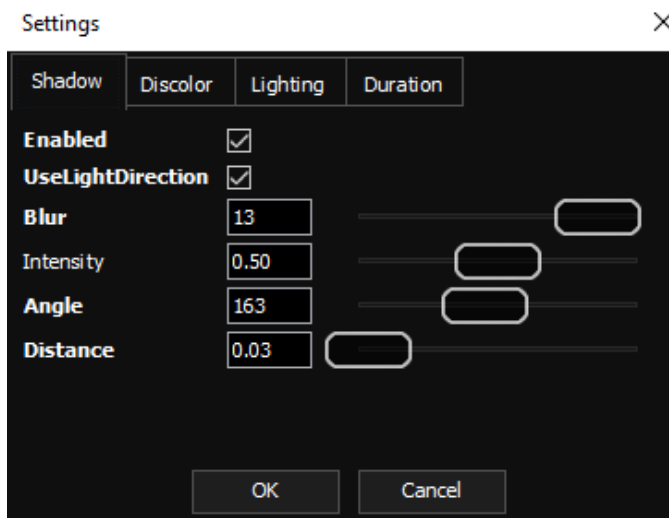 Settings
Shadow Discolor Lighting Duration
Enabled
UseLightDirection
Blur 13
Intensity 0.50
Angle 163
Distance 0.03
OK Cancel